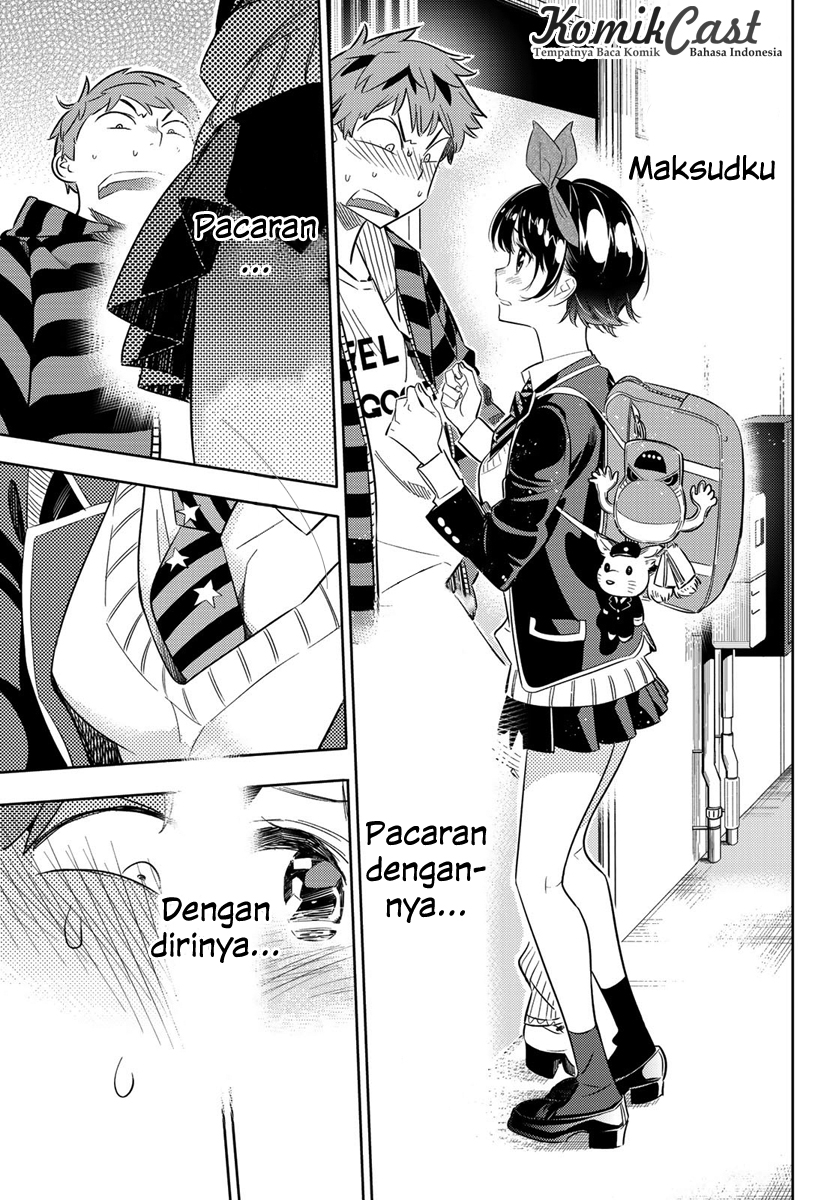 KomikCast
Tempatnya Baca Komik Bahasa Indonesia
Maksudku
Pacaran
...
Pacaran
dengan-
nya...
Dengan
dirinya...